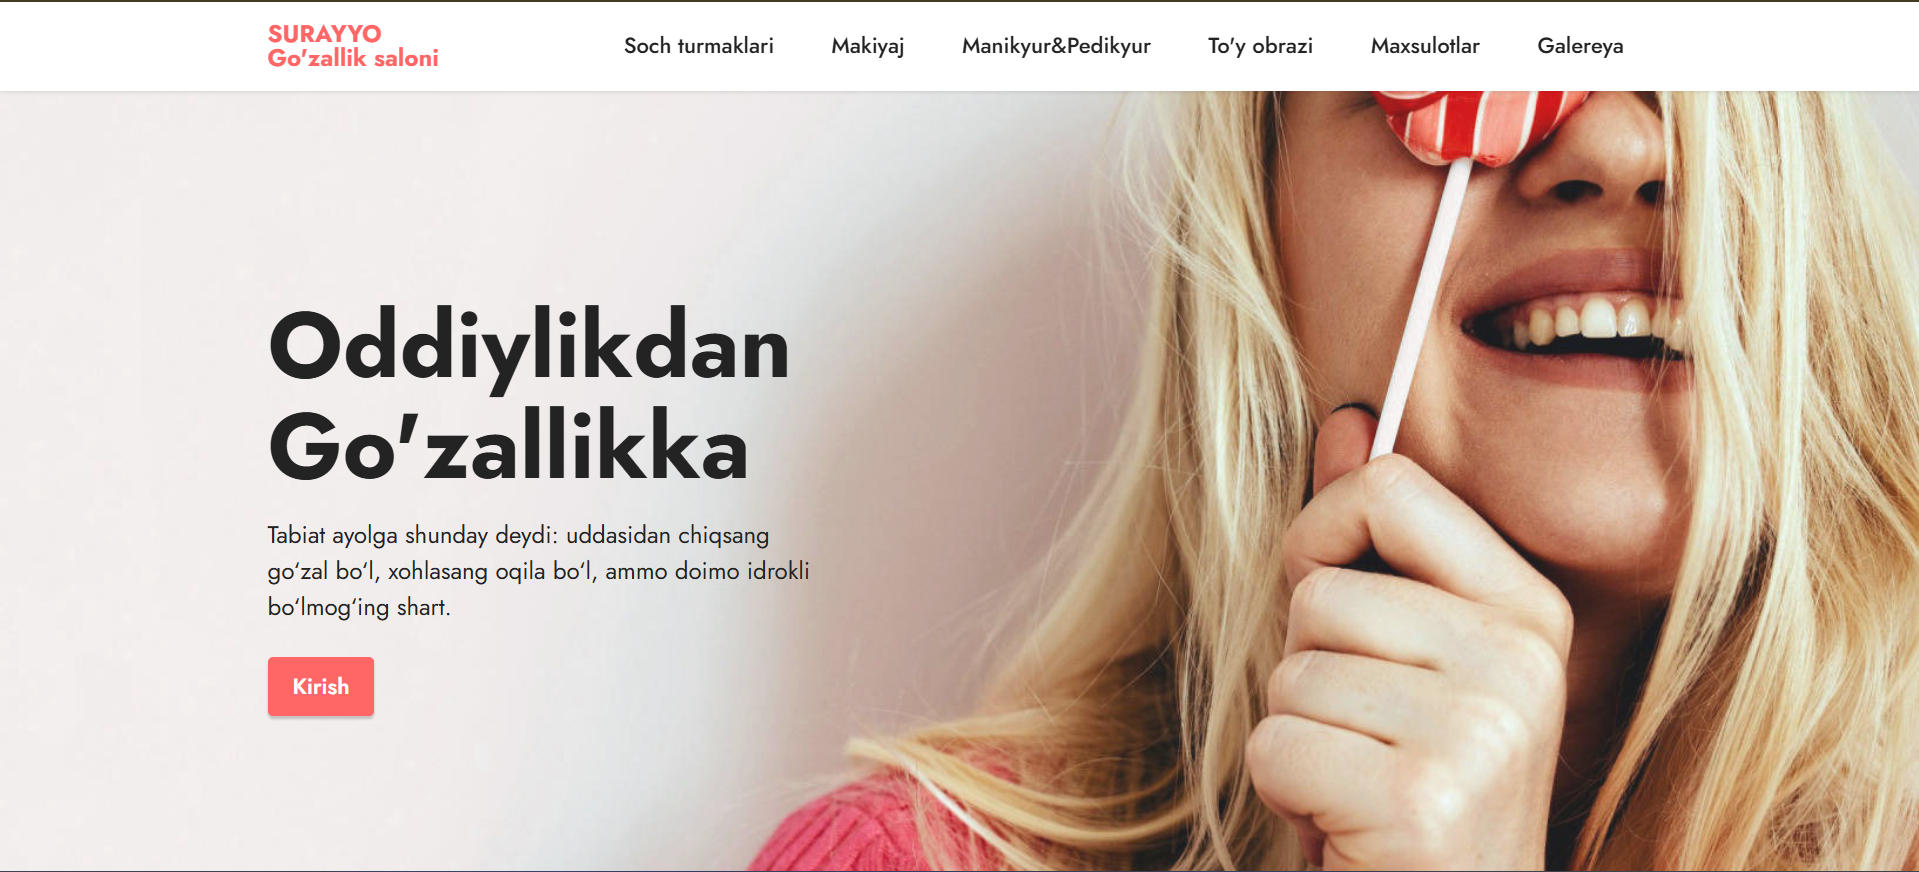 SURAYYO
Go'zallik saloni
Soch turmaklari Makiyaj Manikyur&Pedikyur To'y obrazi Maxsulotlar Galereya
Oddiylikdan
Go'zallikka
Tabiat ayolga shunday deydi: uddasidan chiqsang
go‘zal bo‘l, xohlasang oqila bo‘l, ammo doimo idrokli
bo‘lmog‘ing shart.
Kirish